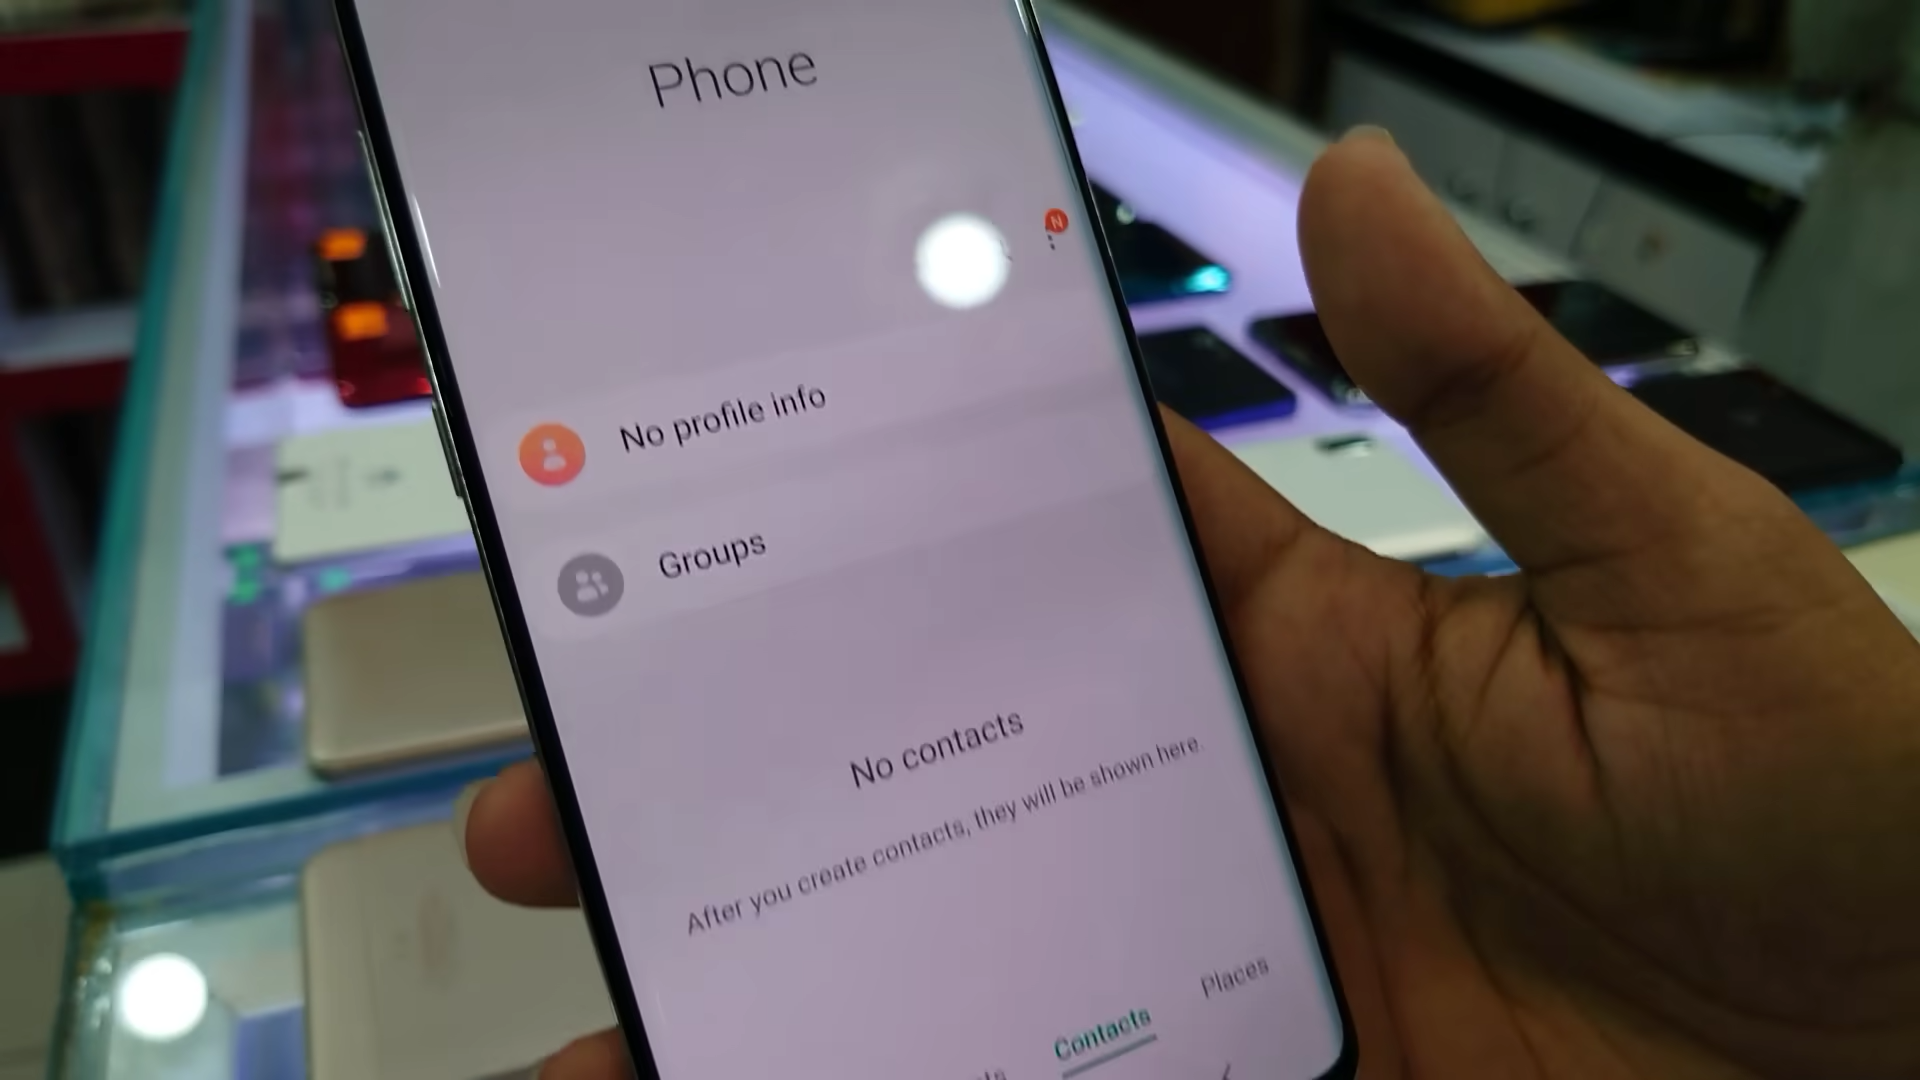 Phone
N
No profile info
Groups
No contacts
After you create contacts, they will be shown here.
Contacts
Places